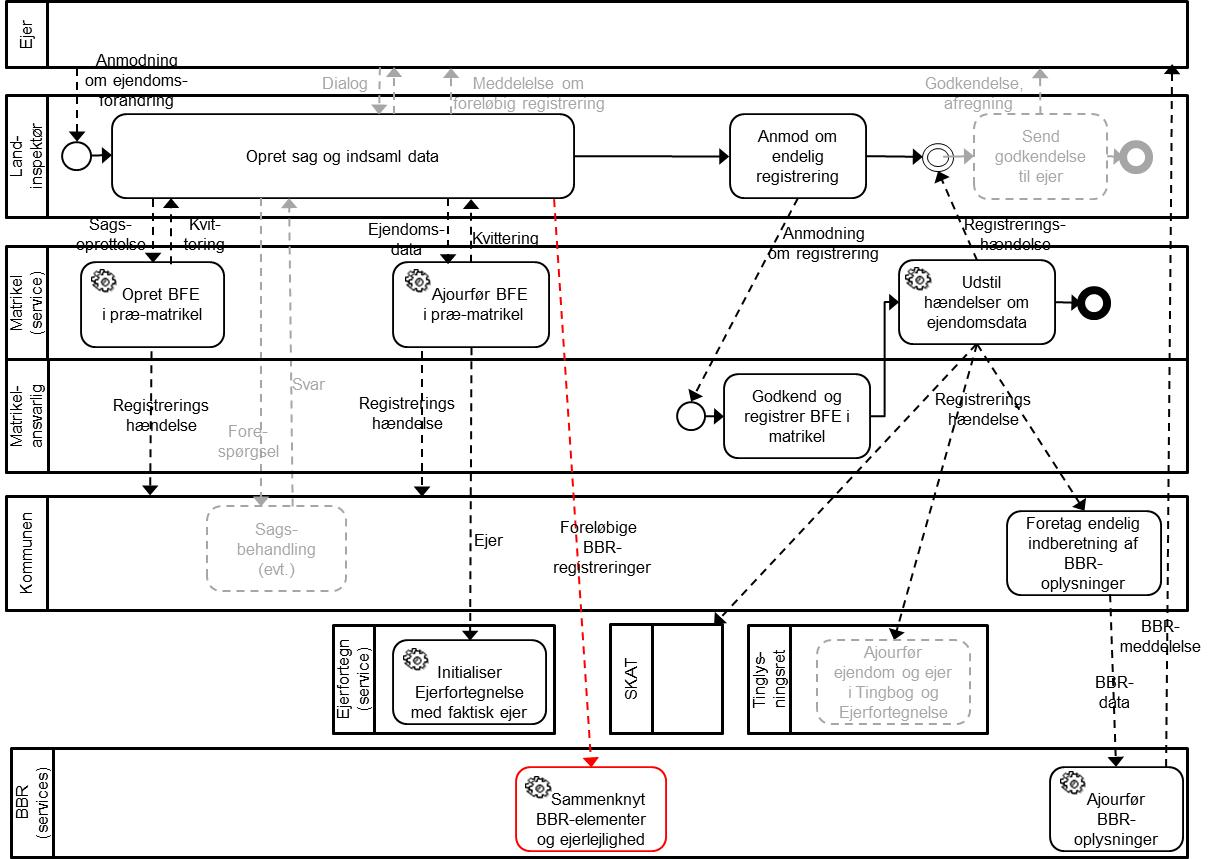 Ejer
Anmodning
om ejendoms-
forandring
Dialog
Meddelelse om
foreløbig registrering
Godkendelse,
afregning
Land-
inspektør
Opret sag og indsaml data
Anmod om
endelig
registrering
Send
godkendelse
til ejer
Sags-
oprottolse
Kvit-
tering
Ejendoms-
data
Kvittering
Anmodning
om registrering
Registrerings-
hændelse
Matrikel
(service)
Opret BFE
i præ-matrikel
Ajourfør BFE
i præ-matrikel
Udstil
hændelser om
ejendomsdata
Matrikel-
ansvarlig
Registrerings
hændelse
Fore-
spørgsel
Svar
Registrerings
hændelse
Godkend og
registrer BFE i
matrikel
Registrerings
hændelse
Kommunen
Sags-
behandling
(evt.)
Ejer
Foreløbige
BBR-
registreringer
Foretag endelig
indberetning af
BBR-
oplysninger
BBR-
meddelelse
BBR-
data
Ejerfortegn
(service)
Initialiser
Ejerfortegnelse
med faktisk ejer
SKAT
Tinglys-
ningsret
Ajourfør
ejendom og ejer
i Tingbog og
Ejerfortegnelse
BBR
(services)
Sammenknyt
BBR-elementer
og ejerlejlighed
Ajourfør
BBR-
oplysninger